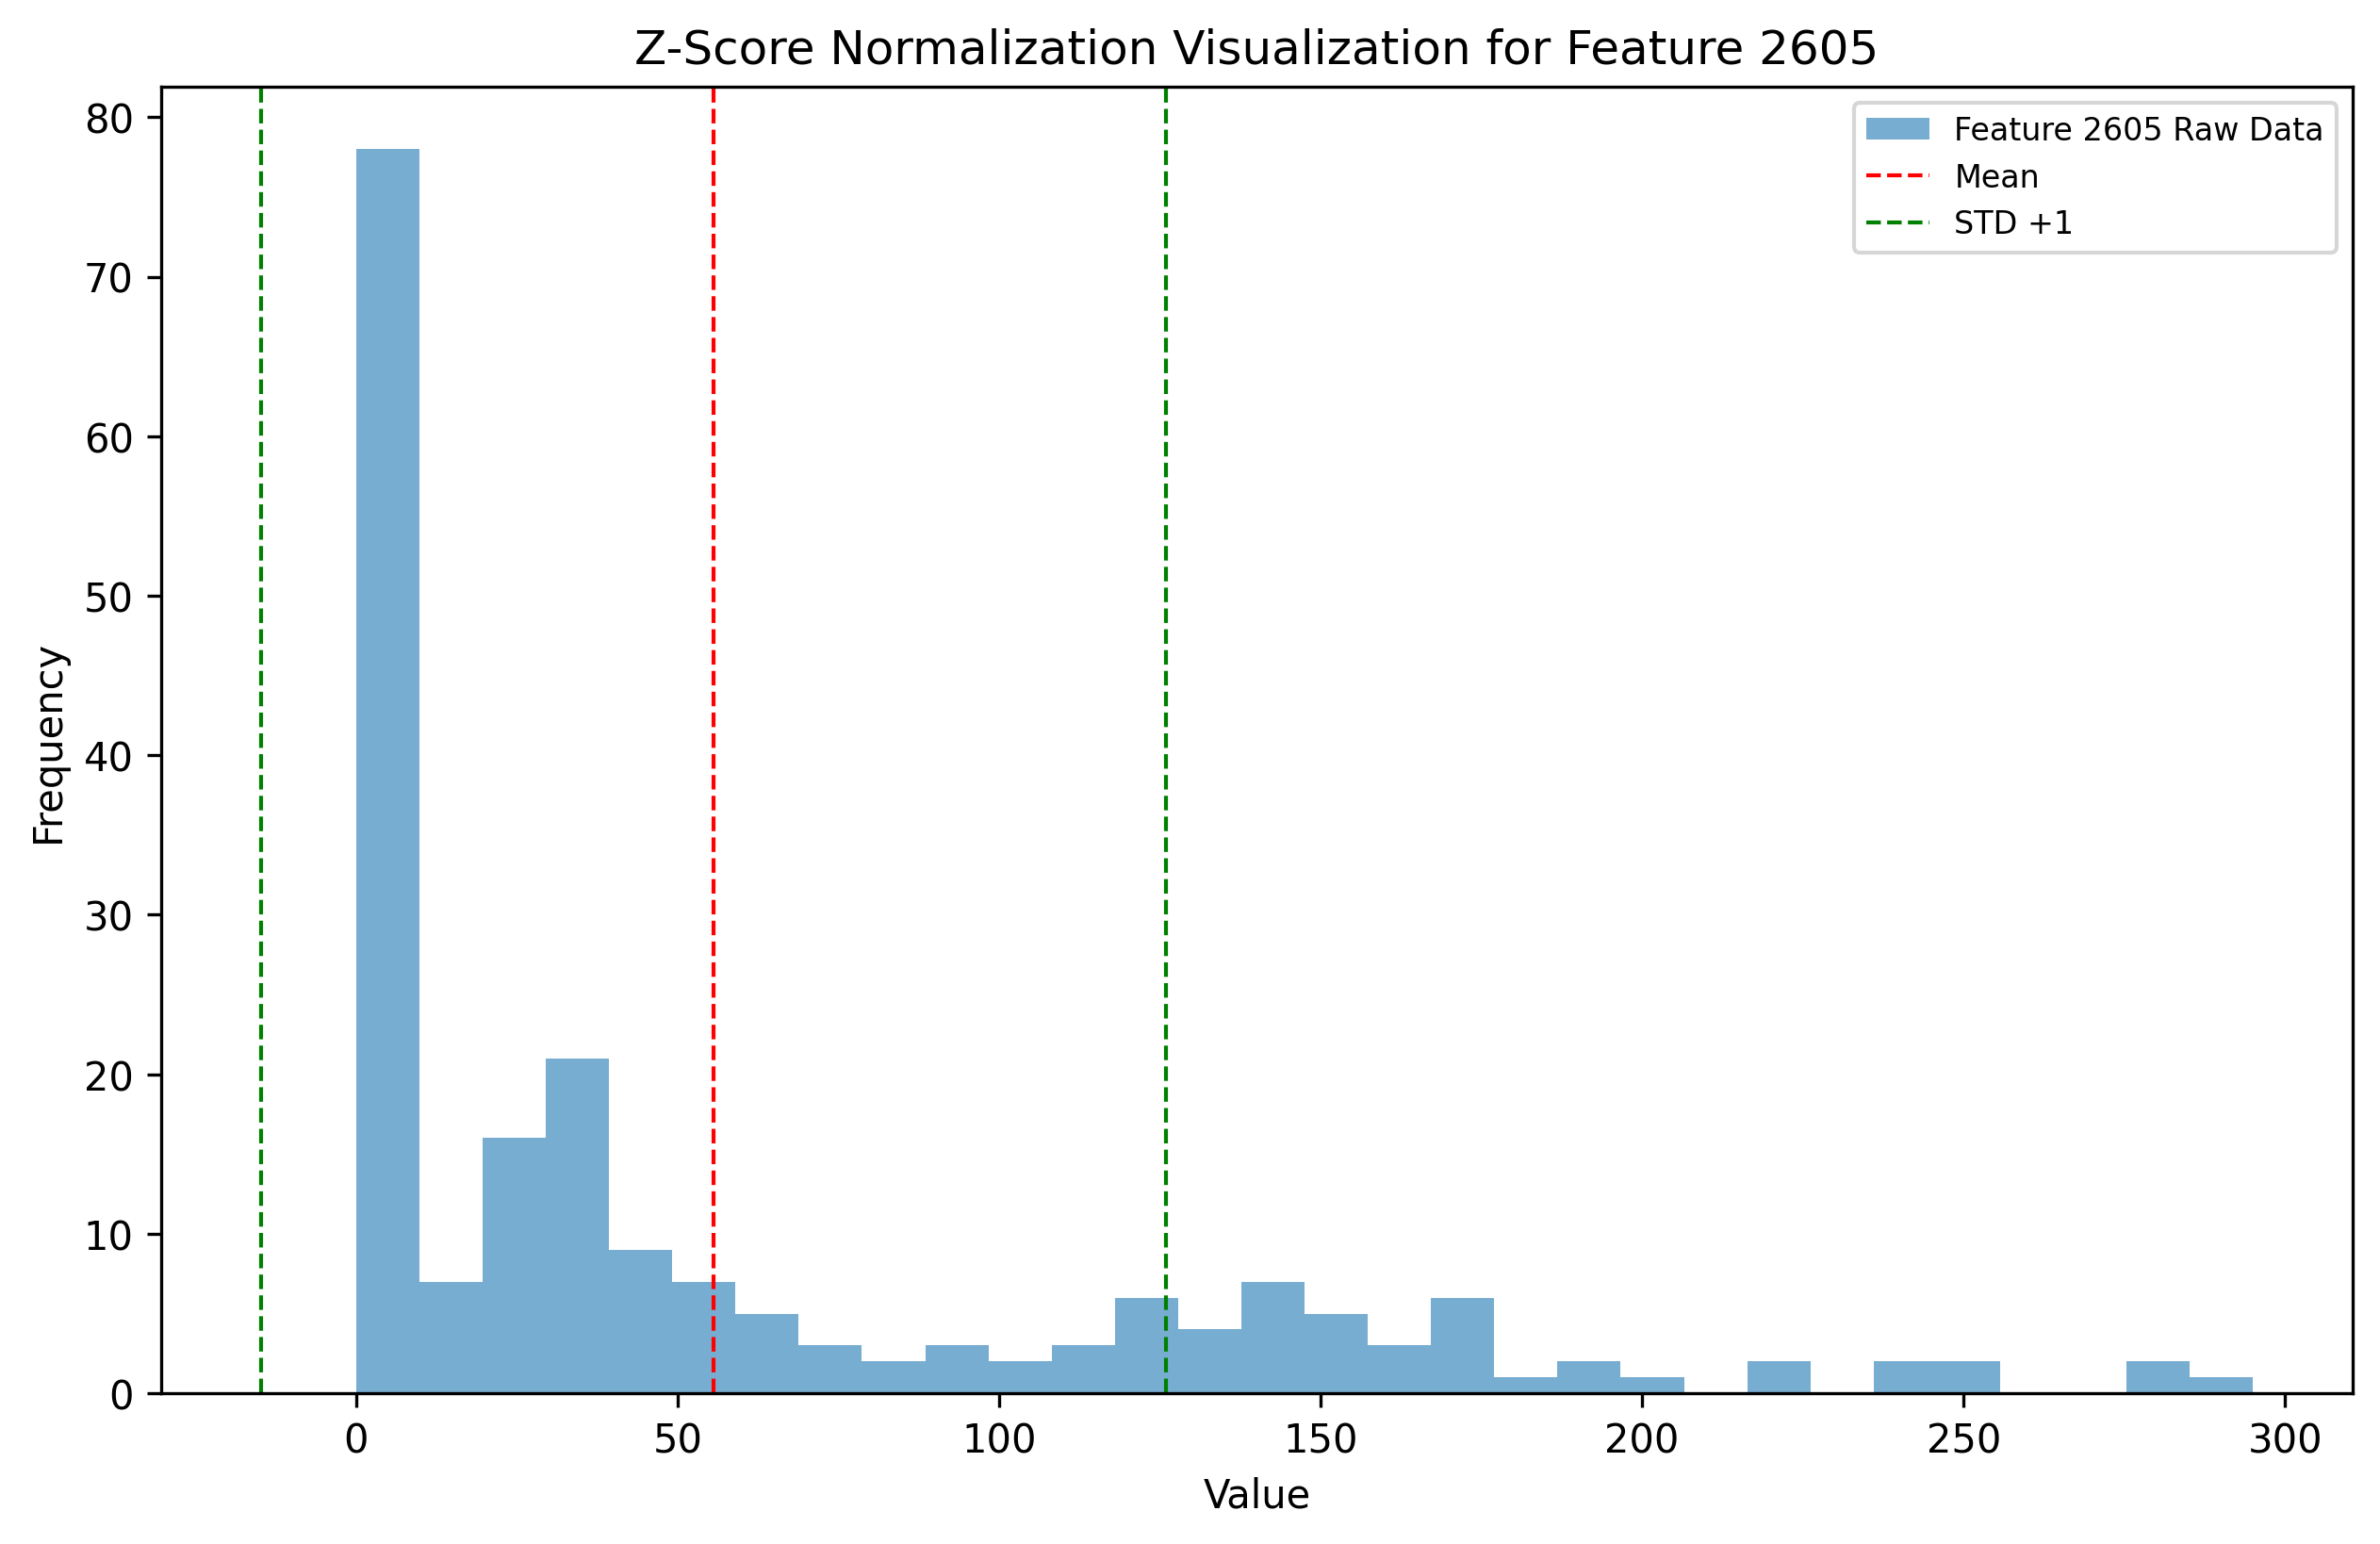 Z-Score Normalization Visualization for Feature 2605
Feature 2605 Raw Data
Mean
STD +1
80
70
60
50
40
30
20
10
0
Frequency
0 50 100 150 200 250 300
Value